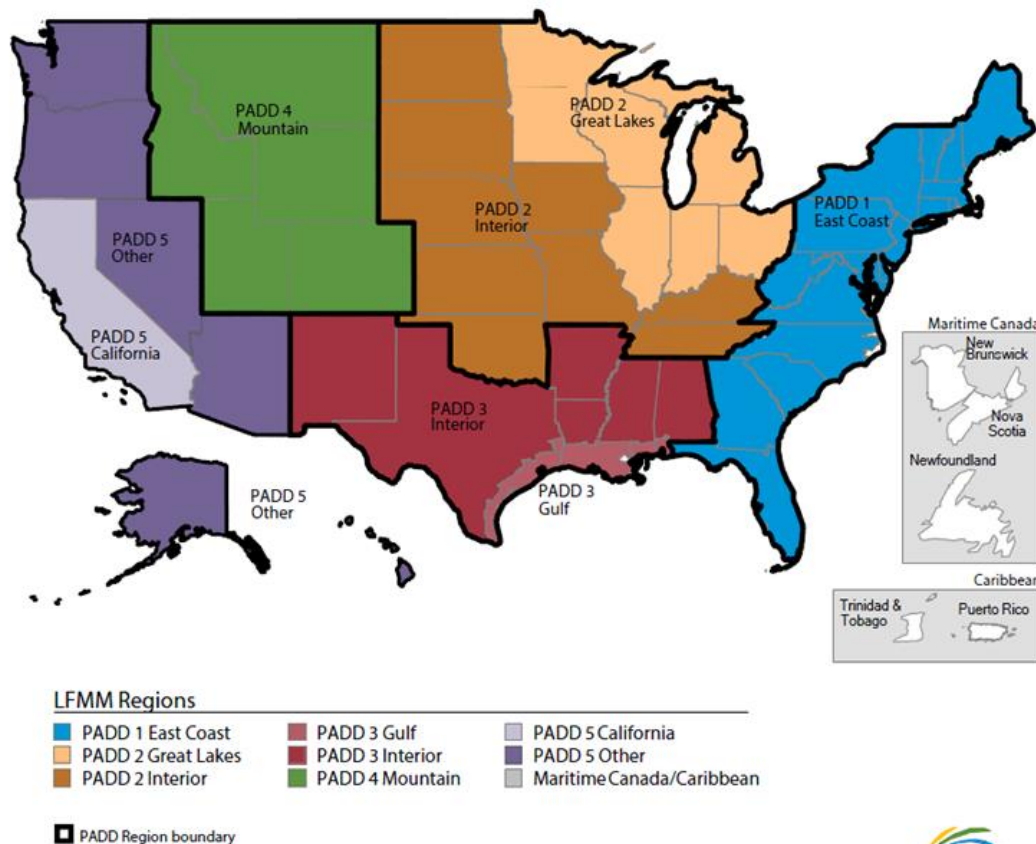 PADD 4
Mountain
PADD 2
Great Lakes
PADD 2
Interior
PADD 1
East Coast
PADD 5
Other
PADD 5
California
PADD 3
Interior
PADD 3
Gulf
PADD 5
Other
Maritime Canada
New
Brunswick
Nova
Scotia
Newfoundland
Caribbean
Trinidad &
Tobago
Puerto Rico
LFMM Regions
PADD 1 East Coast
PADD 2 Great Lakes
PADD 2 Interior
PADD 3 Gulf
PADD 3 Interior
PADD 4 Mountain
PADD 5 California
PADD 5 Other
Maritime Canada/Caribbean
PADD Region boundary